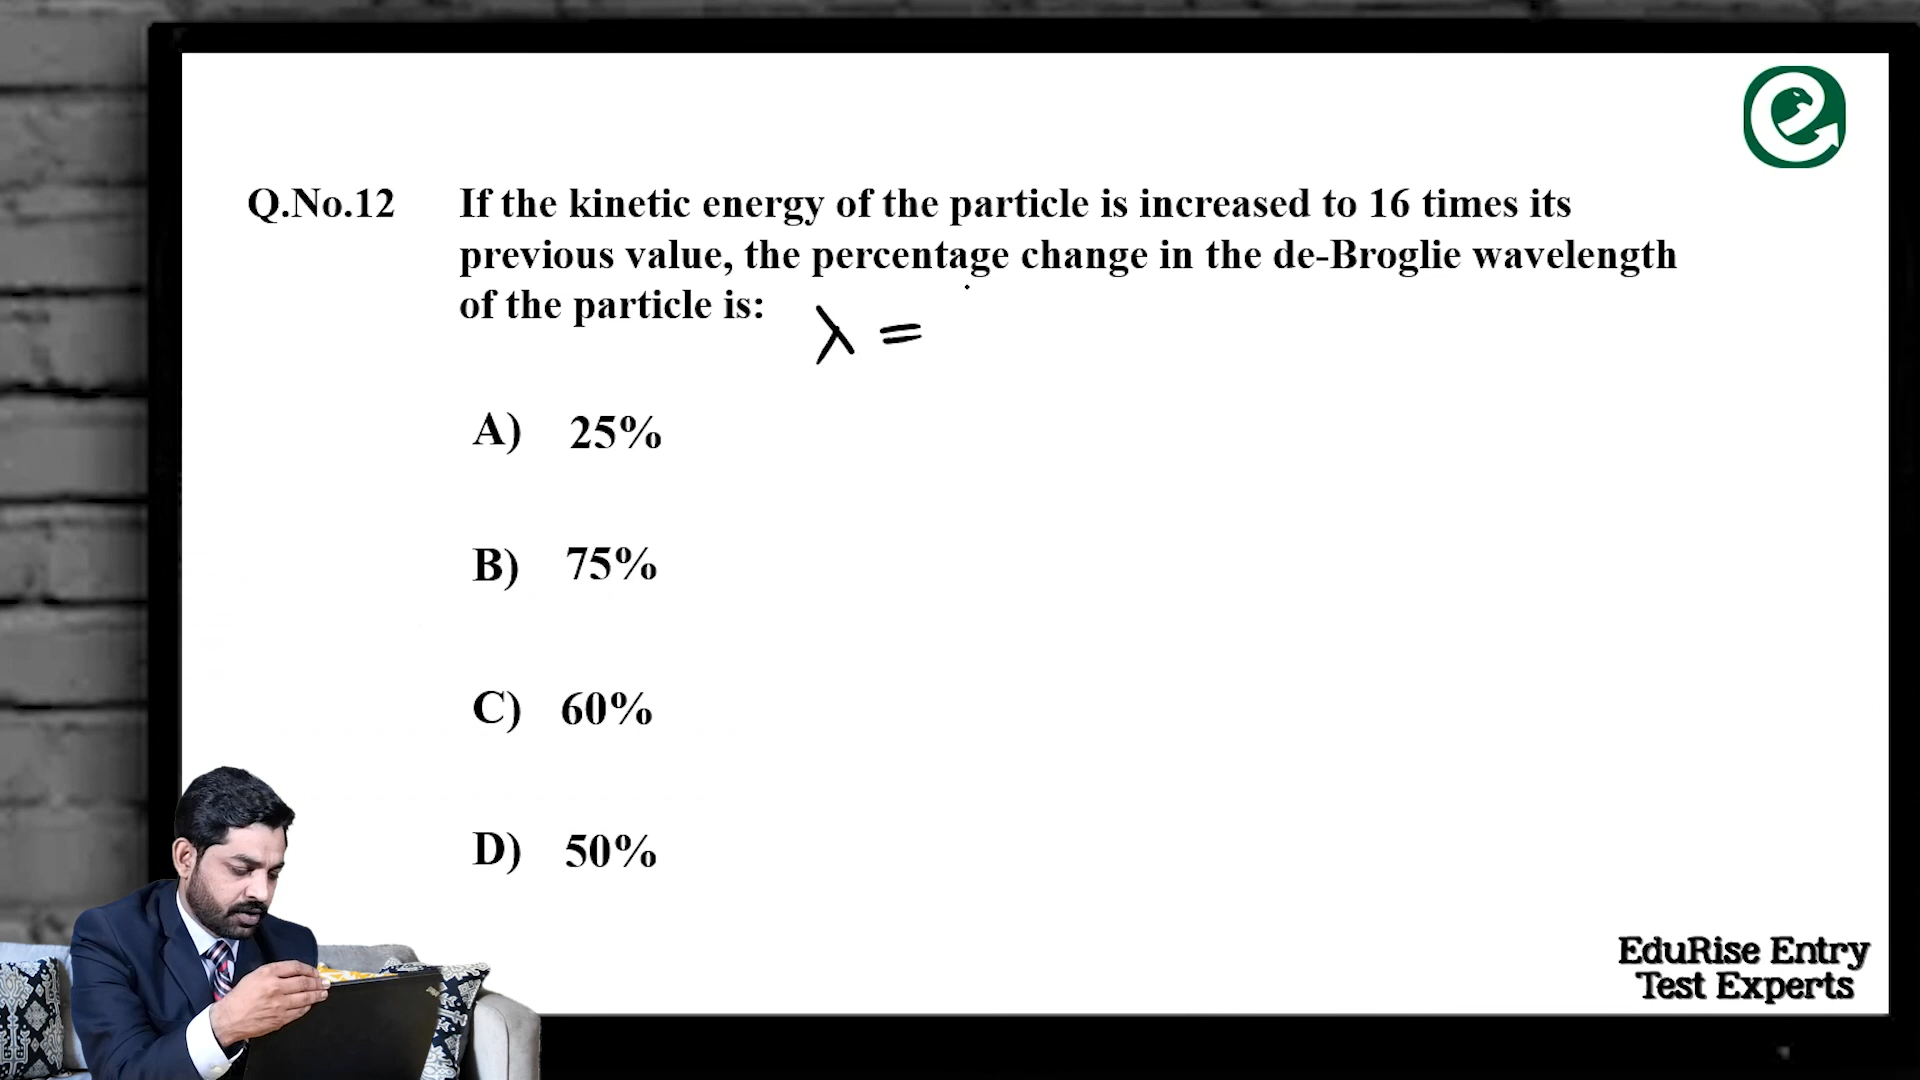 Q.No.12 If the kinetic energy of the particle is increased to 16 times its
previous value, the percentage change in the de-Broglie wavelength
of the particle is: λ =
A) 25%
B) 75%
C) 60%
D) 50%
EduRise Entry
Test Experts